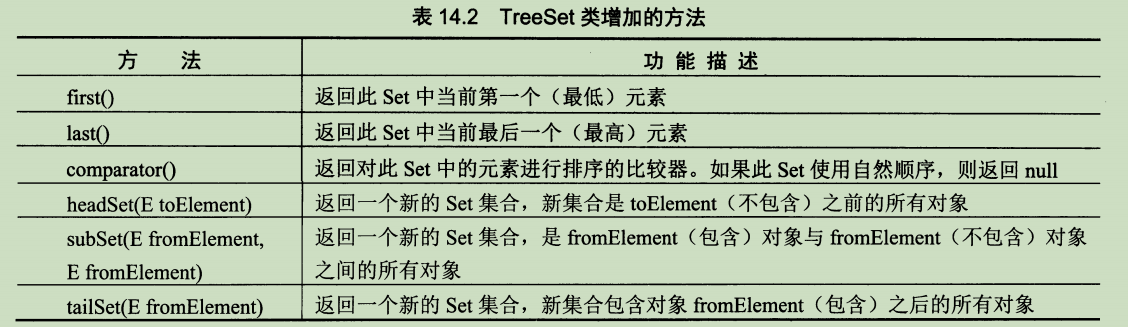 表 14.2 TreeSet 类增加的方法
方 法 功 能 描 述
first() 返回此 Set 中当前第一个（最低）元素
last() 返回此 Set 中当前最后一个（最高）元素
comparator() 返回对此 Set 中的元素进行排序的比较器。如果此 Set 使用自然顺序，则返回 null
headSet(E toElement) 返回一个新的 Set 集合，新集合是 toElement（不包含）之前的所有对象
subSet(E fromElement, 返回一个新的 Set 集合，是 fromElement（包含）对象与 fromElement（不包含）对象
E fromElement) 之间的所有对象
tailSet(E fromElement) 返回一个新的 Set 集合，新集合包含对象 fromElement（包含）之后的所有对象